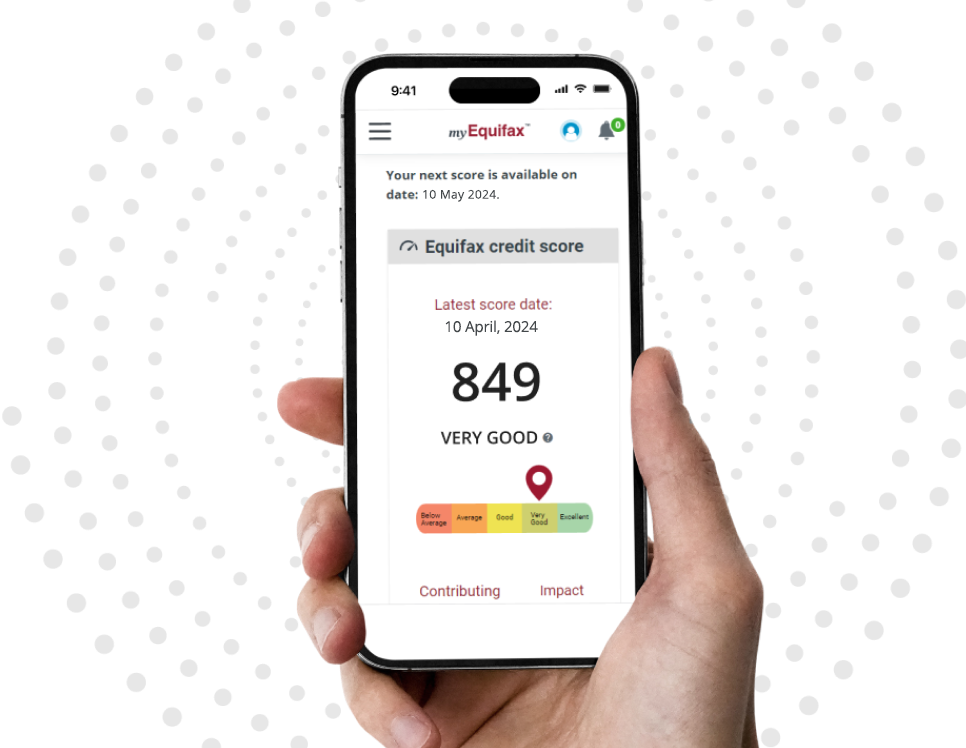 9:41
myEquifax™
0
Your next score is available on
date: 10 May 2024.
Equifax credit score
Latest score date:
10 April, 2024
849
VERY GOOD ?
Below Average
Average
Good
Very Good
Excellent
Contributing Impact